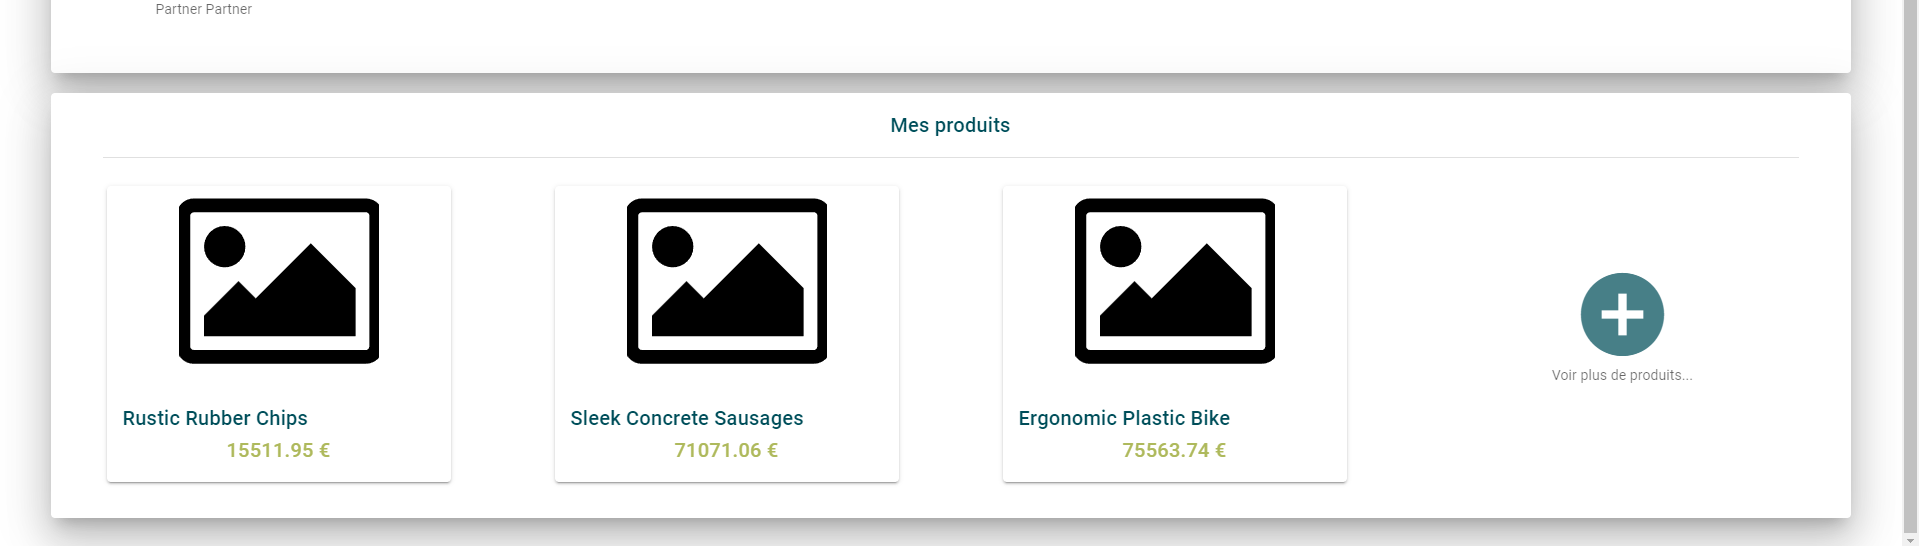 Partner Partner
Mes produits
Rustic Rubber Chips
15511.95 €
Sleek Concrete Sausages
71071.06 €
Ergonomic Plastic Bike
75563.74 €
Voir plus de produits...